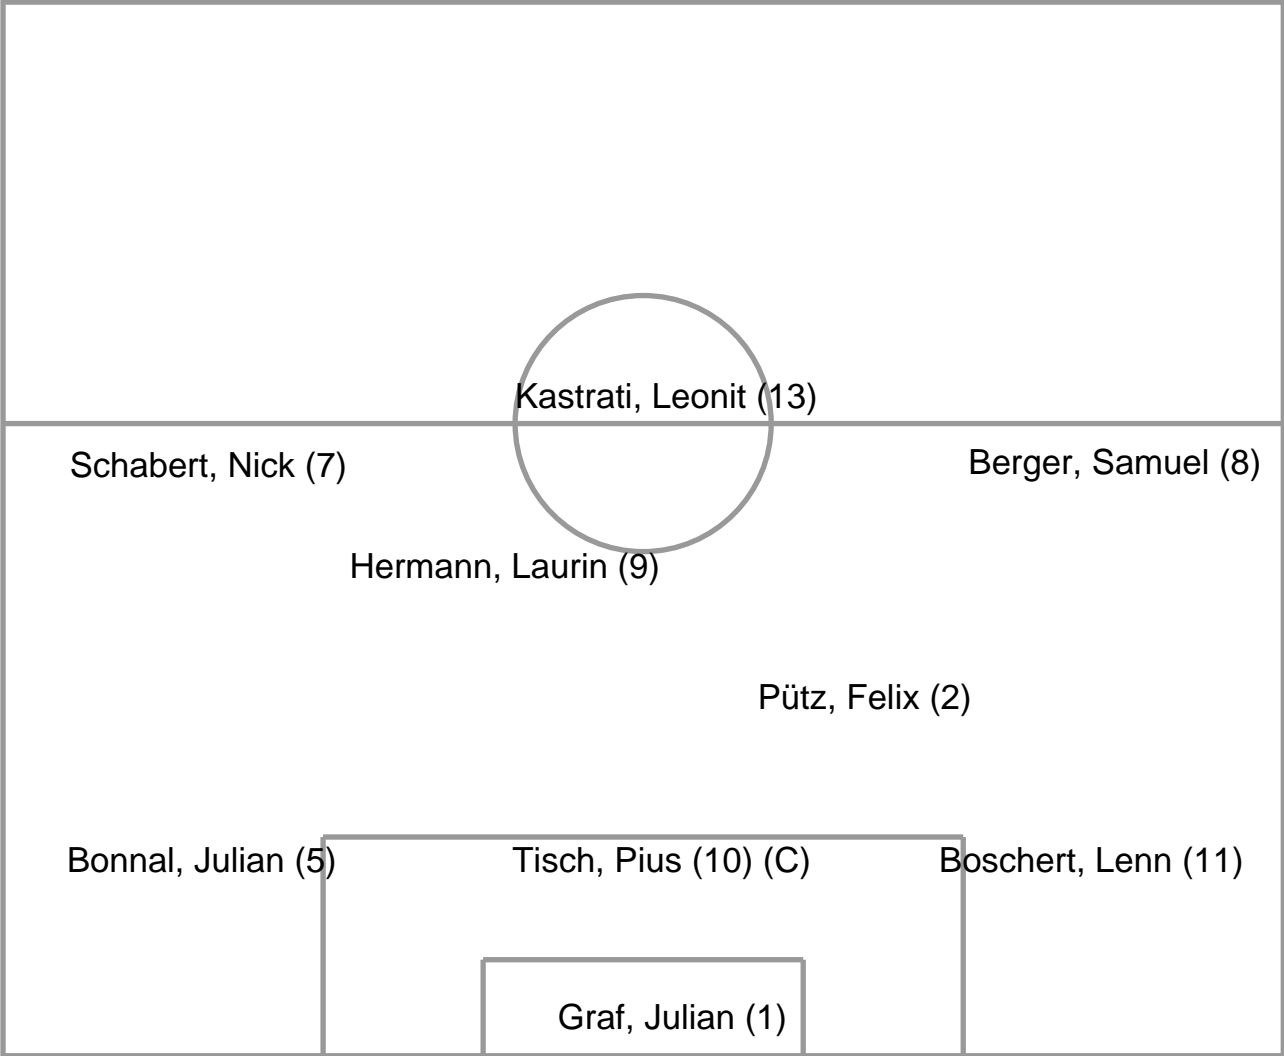 Kastrati, Leonit (13)
Schabert, Nick (7)
Berger, Samuel (8)
Hermann, Laurin (9)
Pütz, Felix (2)
Bonnal, Julian (5)
Tisch, Pius (10) (C)
Boschert, Lenn (11)
Graf, Julian (1)